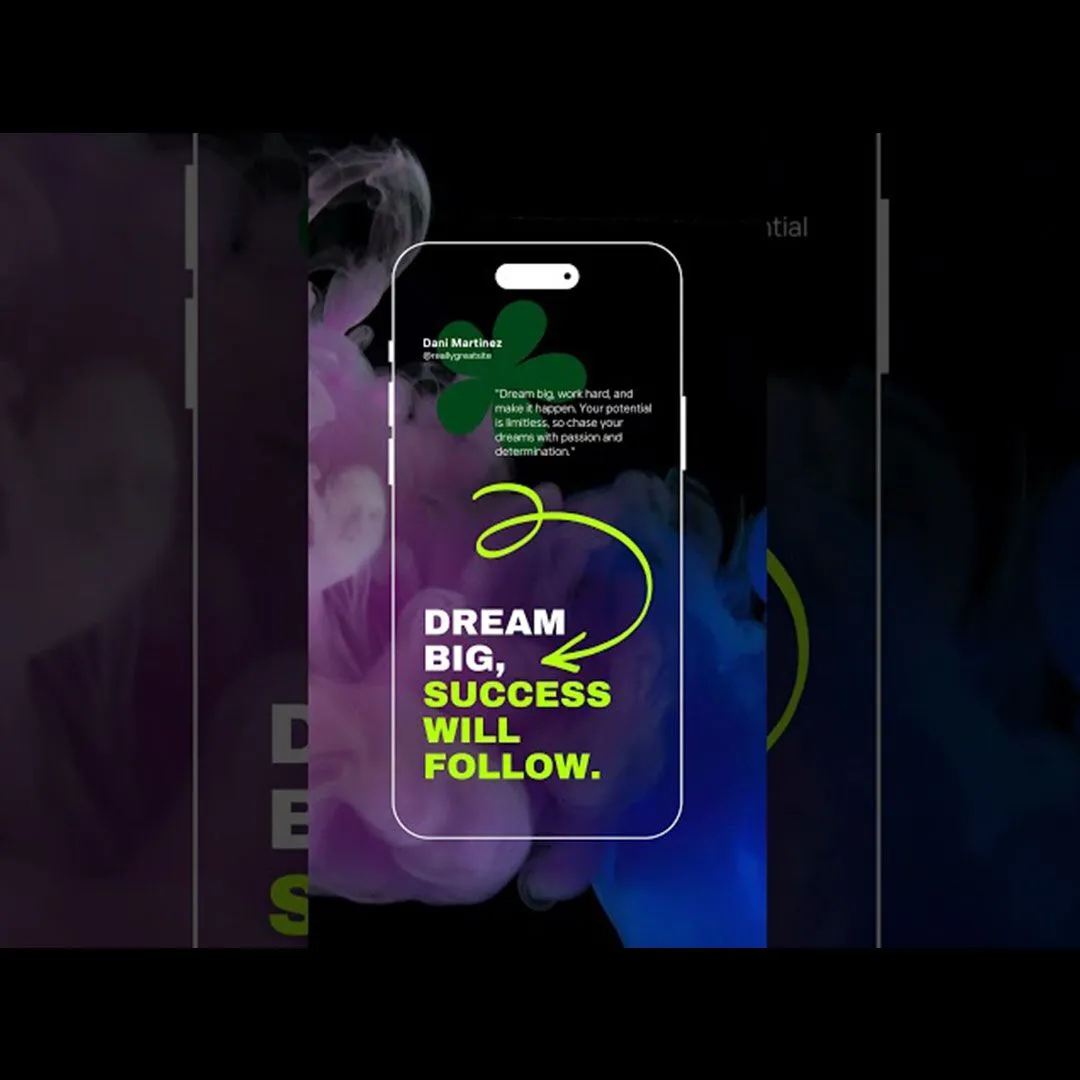 ntial
Dani Martinez
@reallygreatsite
"Dream big, work hard, and
make it happen. Your potential
is limitless, so chase your
dreams with passion and
determination."
DREAM
BIG,
SUCCESS
WILL
FOLLOW.
D
B
S